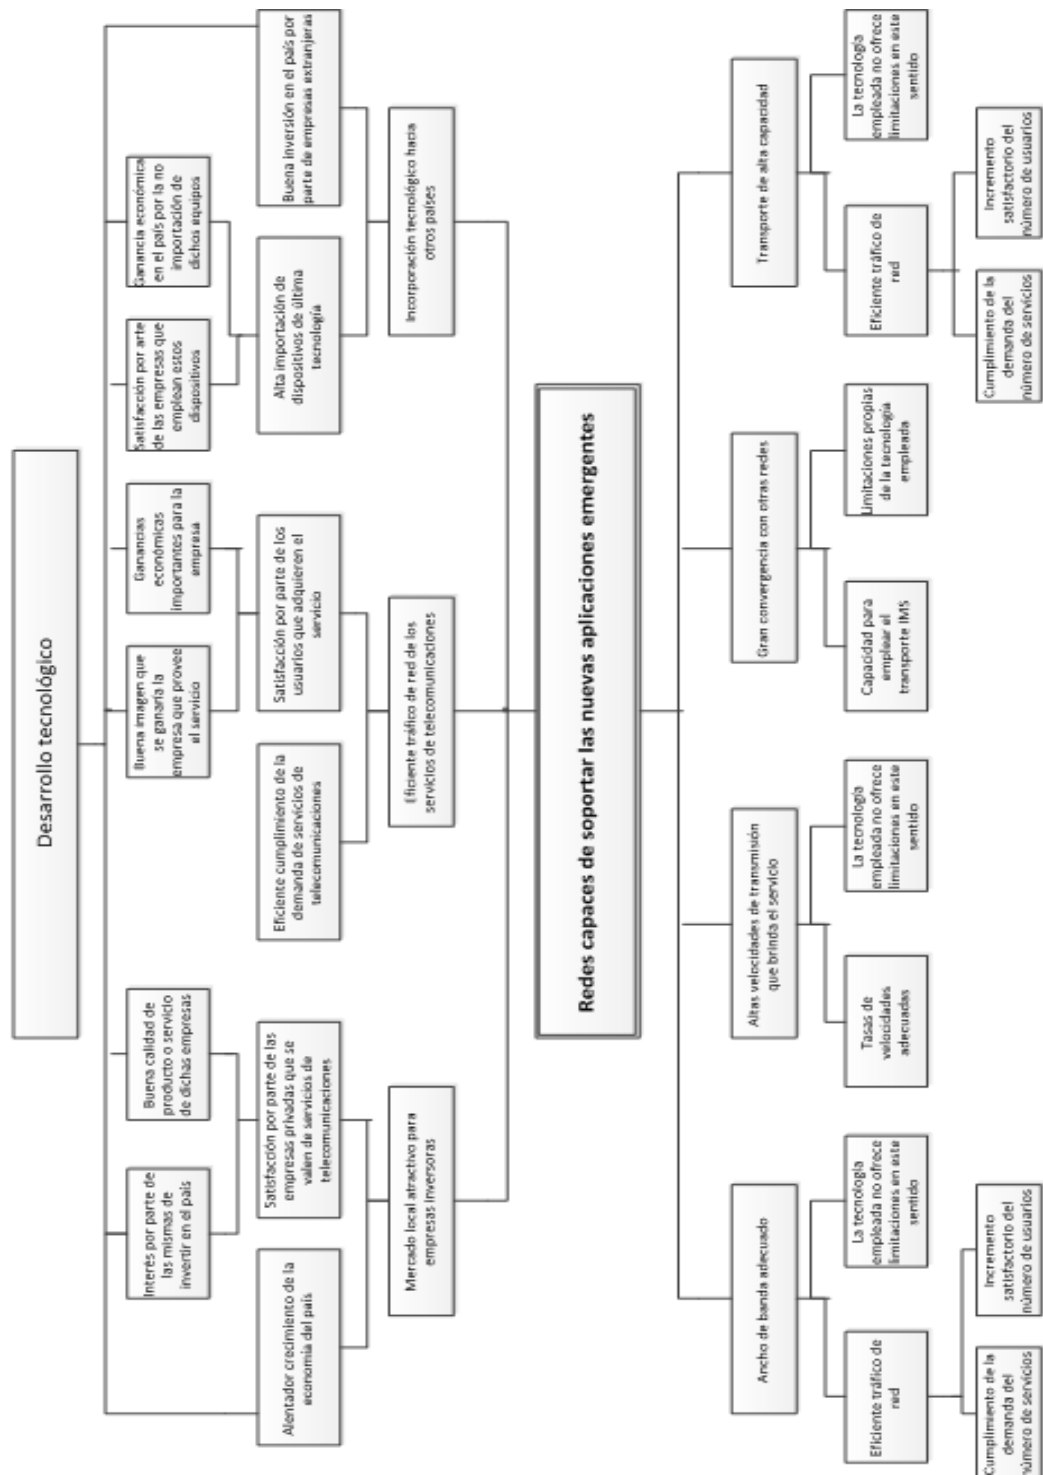 Desarrollo tecnológico
Interés por parte de
las mismas de
invertir en el país
Buena calidad de
producto o servicio
de dichas empresas
Buena imagen que
se ganaría la
empresa que provee
el servicio
Ganancias
económicas
importantes para la
empresa
Satisfacción por arte
de las empresas que
emplean estos
dispositivos
Ganancia económica
en el país por la no
importación de
dichos equipos
Alentador crecimiento de la
economía del país
Satisfacción por parte de las
empresas privadas que se
valen de servicios de
telecomunicaciones
Eficiente cumplimiento de la
demanda de servicios de
telecomunicaciones
Satisfacción por parte de los
usuarios que adquieren el
servicio
Alta importación de
dispositivos de última
tecnología
Buena inversión en el país por
parte de empresas extranjeras
Mercado local atractivo para
empresas inversoras
Eficiente tráfico de red de los
servicios de telecomunicaciones
Incorporación tecnológico hacia
otros países
Redes capaces de soportar las nuevas aplicaciones emergentes
Ancho de banda adecuado
Altas velocidades de transmisión
que brinda el servicio
Gran convergencia con otras redes
Transporte de alta capacidad
Eficiente tráfico de
red
La tecnología
empleada no ofrece
limitaciones en este
sentido
Tasas de
velocidades
adecuadas
La tecnología
empleada no ofrece
limitaciones en este
sentido
Capacidad para
emplear el
transporte IMS
Limitaciones propias
de la tecnología
empleada
Eficiente tráfico de
red
La tecnología
empleada no ofrece
limitaciones en este
sentido
Cumplimiento de la
demanda del
número de servicios
Incremento
satisfactorio del
número de usuarios
Cumplimiento de la
demanda del
número de servicios
Incremento
satisfactorio del
número de usuarios